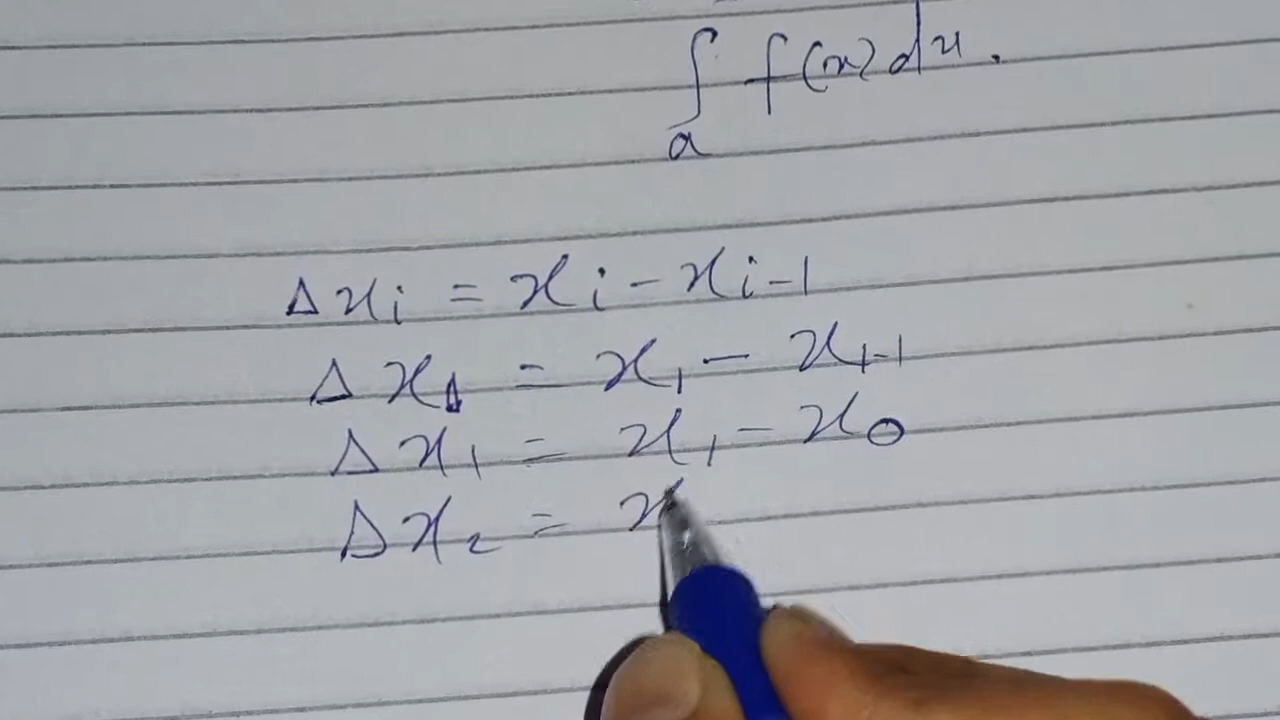 ∫ₐ f(x) dx.
Δxᵢ = xᵢ - xᵢ₋₁
Δx₁ = x₁ - x₁₋₁
Δx₁ = x₁ - x₀
Δx₂ = x